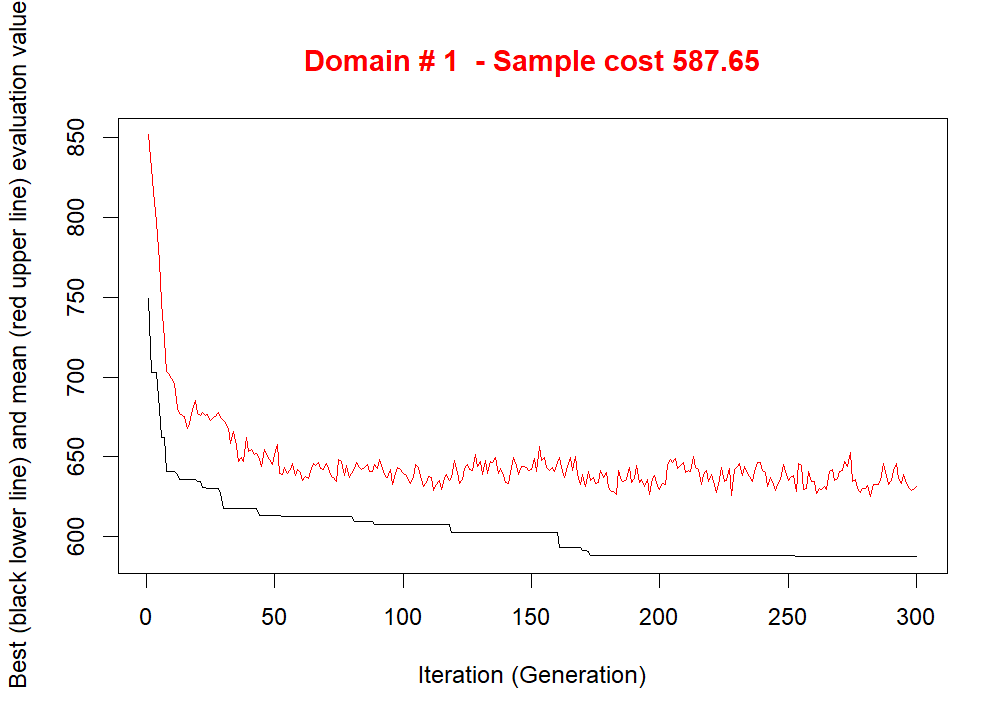 Domain # 1  - Sample cost 587.65
Best (black lower line) and mean (red upper line) evaluation value
850
800
750
700
650
600
0 50 100 150 200 250 300
Iteration (Generation)